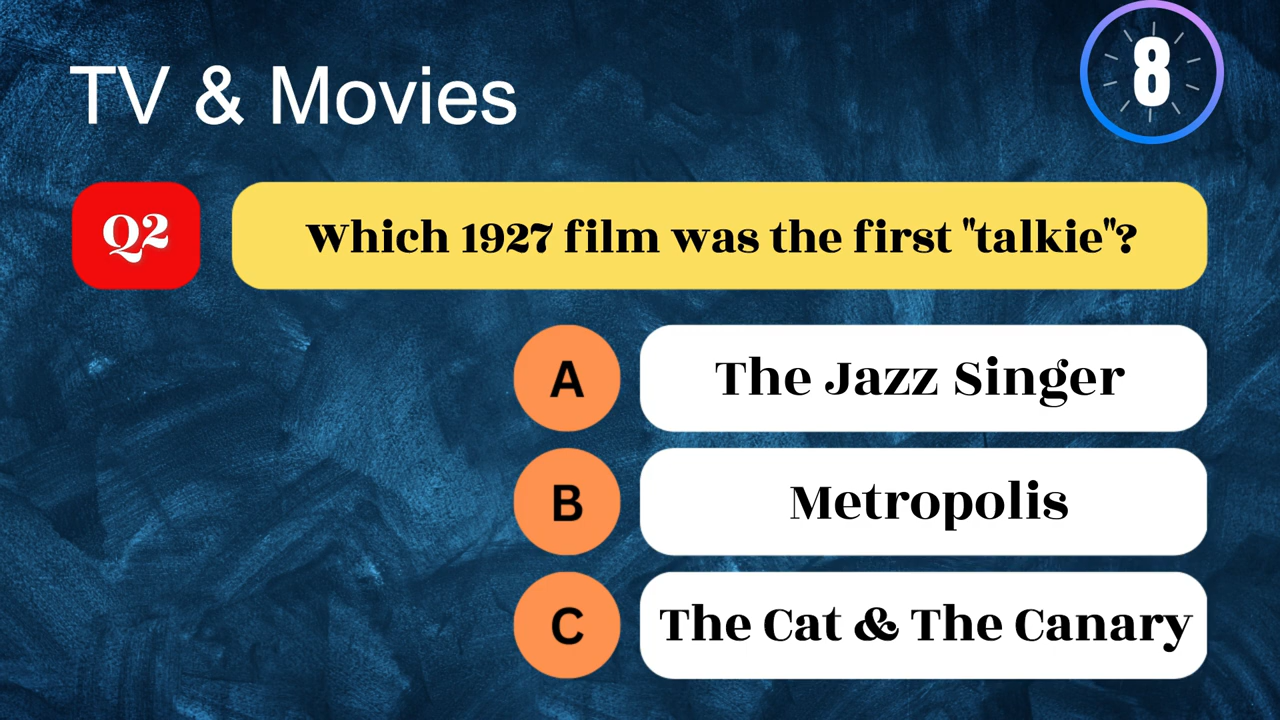 TV & Movies
8
Q2
Which 1927 film was the first "talkie"?
A
The Jazz Singer
B
Metropolis
C
The Cat & The Canary